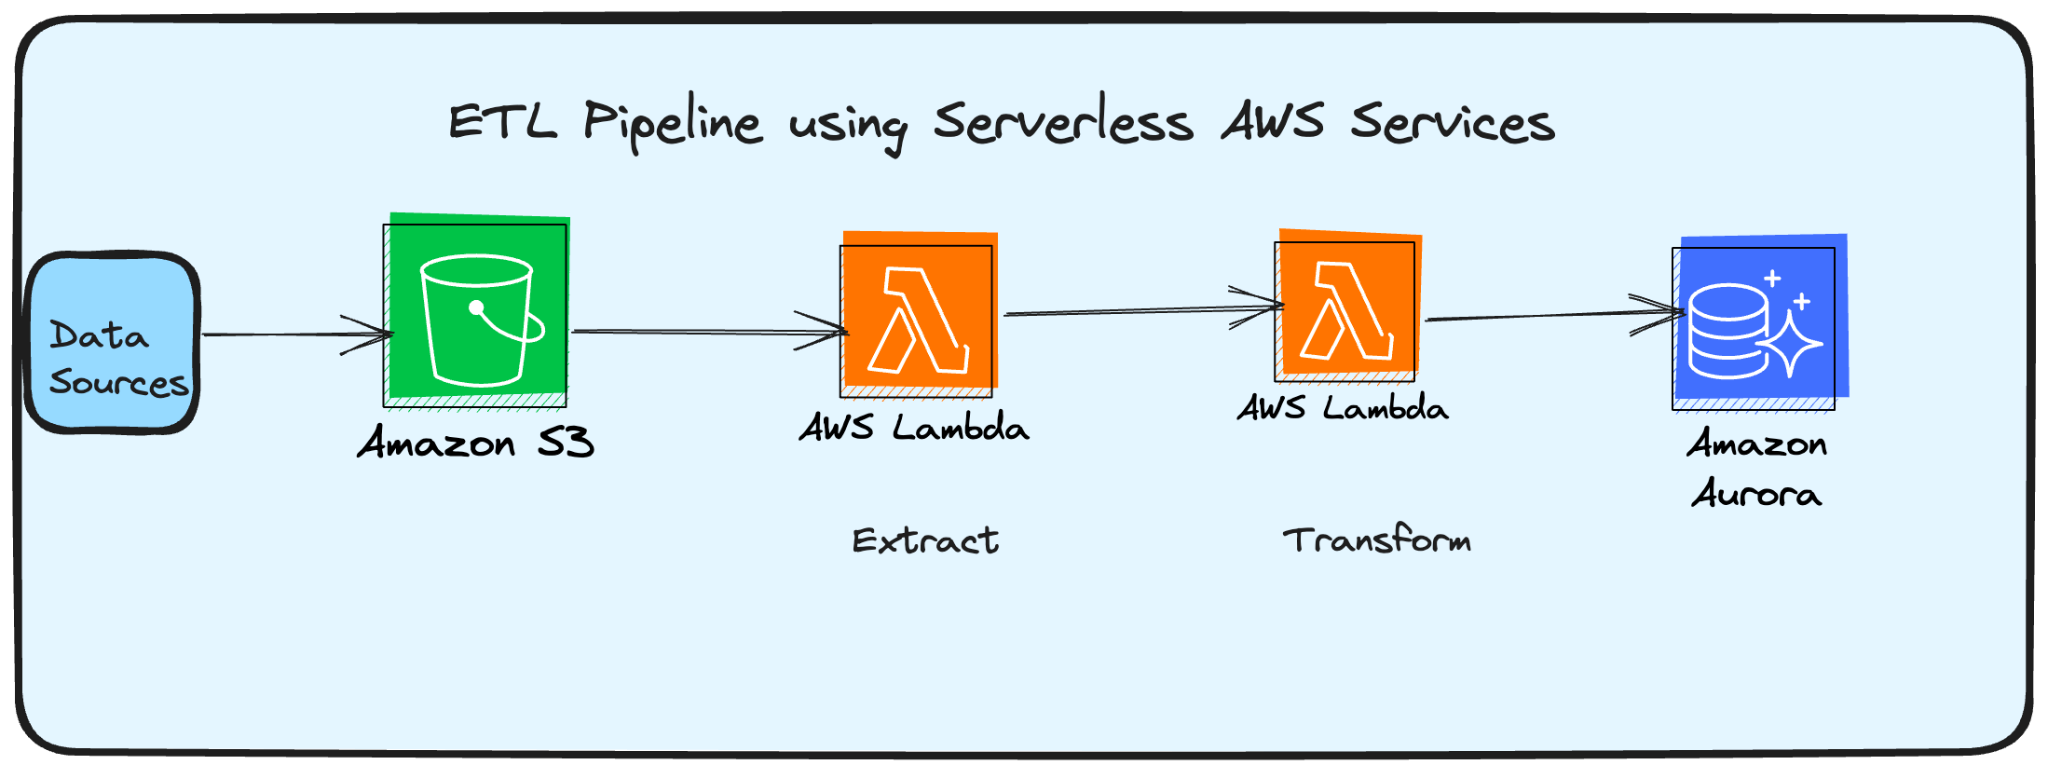 ETL Pipeline using Serverless AWS Services
Data
Sources
Amazon S3
AWS Lambda
AWS Lambda
Amazon
Aurora
Extract
Transform